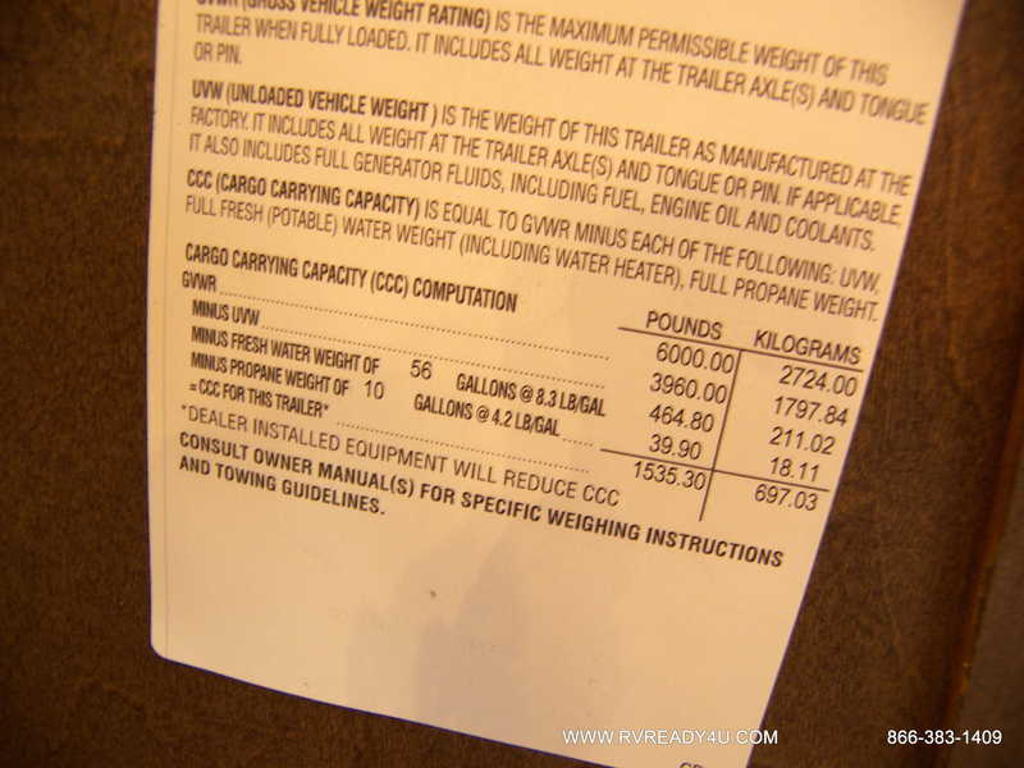 GVWR (GROSS VEHICLE WEIGHT RATING) IS THE MAXIMUM PERMISSIBLE WEIGHT OF THIS
TRAILER WHEN FULLY LOADED. IT INCLUDES ALL WEIGHT AT THE TRAILER AXLE(S) AND TONGUE
OR PIN.
UVW (UNLOADED VEHICLE WEIGHT ) IS THE WEIGHT OF THIS TRAILER AS MANUFACTURED AT THE
FACTORY. IT INCLUDES ALL WEIGHT AT THE TRAILER AXLE(S) AND TONGUE OR PIN. IF APPLICABLE,
IT ALSO INCLUDES FULL GENERATOR FLUIDS, INCLUDING FUEL, ENGINE OIL AND COOLANTS.
CCC (CARGO CARRYING CAPACITY) IS EQUAL TO GVWR MINUS EACH OF THE FOLLOWING: UVW,
FULL FRESH (POTABLE) WATER WEIGHT (INCLUDING WATER HEATER), FULL PROPANE WEIGHT.
CARGO CARRYING CAPACITY (CCC) COMPUTATION POUNDS KILOGRAMS
GVWR 6000.00 2724.00
MINUS UVW 3960.00 1797.84
MINUS FRESH WATER WEIGHT OF 56 GALLONS @ 8.3 LB/GAL 464.80 211.02
MINUS PROPANE WEIGHT OF 10 GALLONS @ 4.2 LB/GAL 39.90 18.11
= CCC FOR THIS TRAILER* 1535.30 697.03
*DEALER INSTALLED EQUIPMENT WILL REDUCE CCC
CONSULT OWNER MANUAL(S) FOR SPECIFIC WEIGHING INSTRUCTIONS
AND TOWING GUIDELINES.
WWW.RVREADY4U.COM 866-383-1409